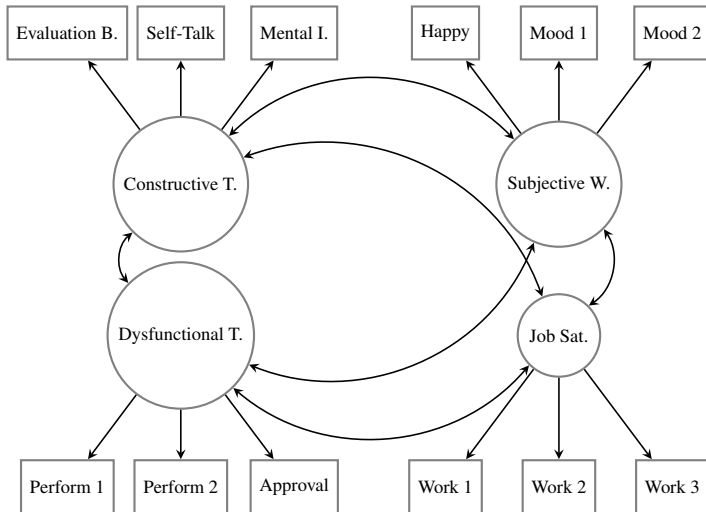 Evaluation B.
Self-Talk
Mental I.
Happy
Mood 1
Mood 2
Constructive T.
Subjective W.
Dysfunctional T.
Job Sat.
Perform 1
Perform 2
Approval
Work 1
Work 2
Work 3